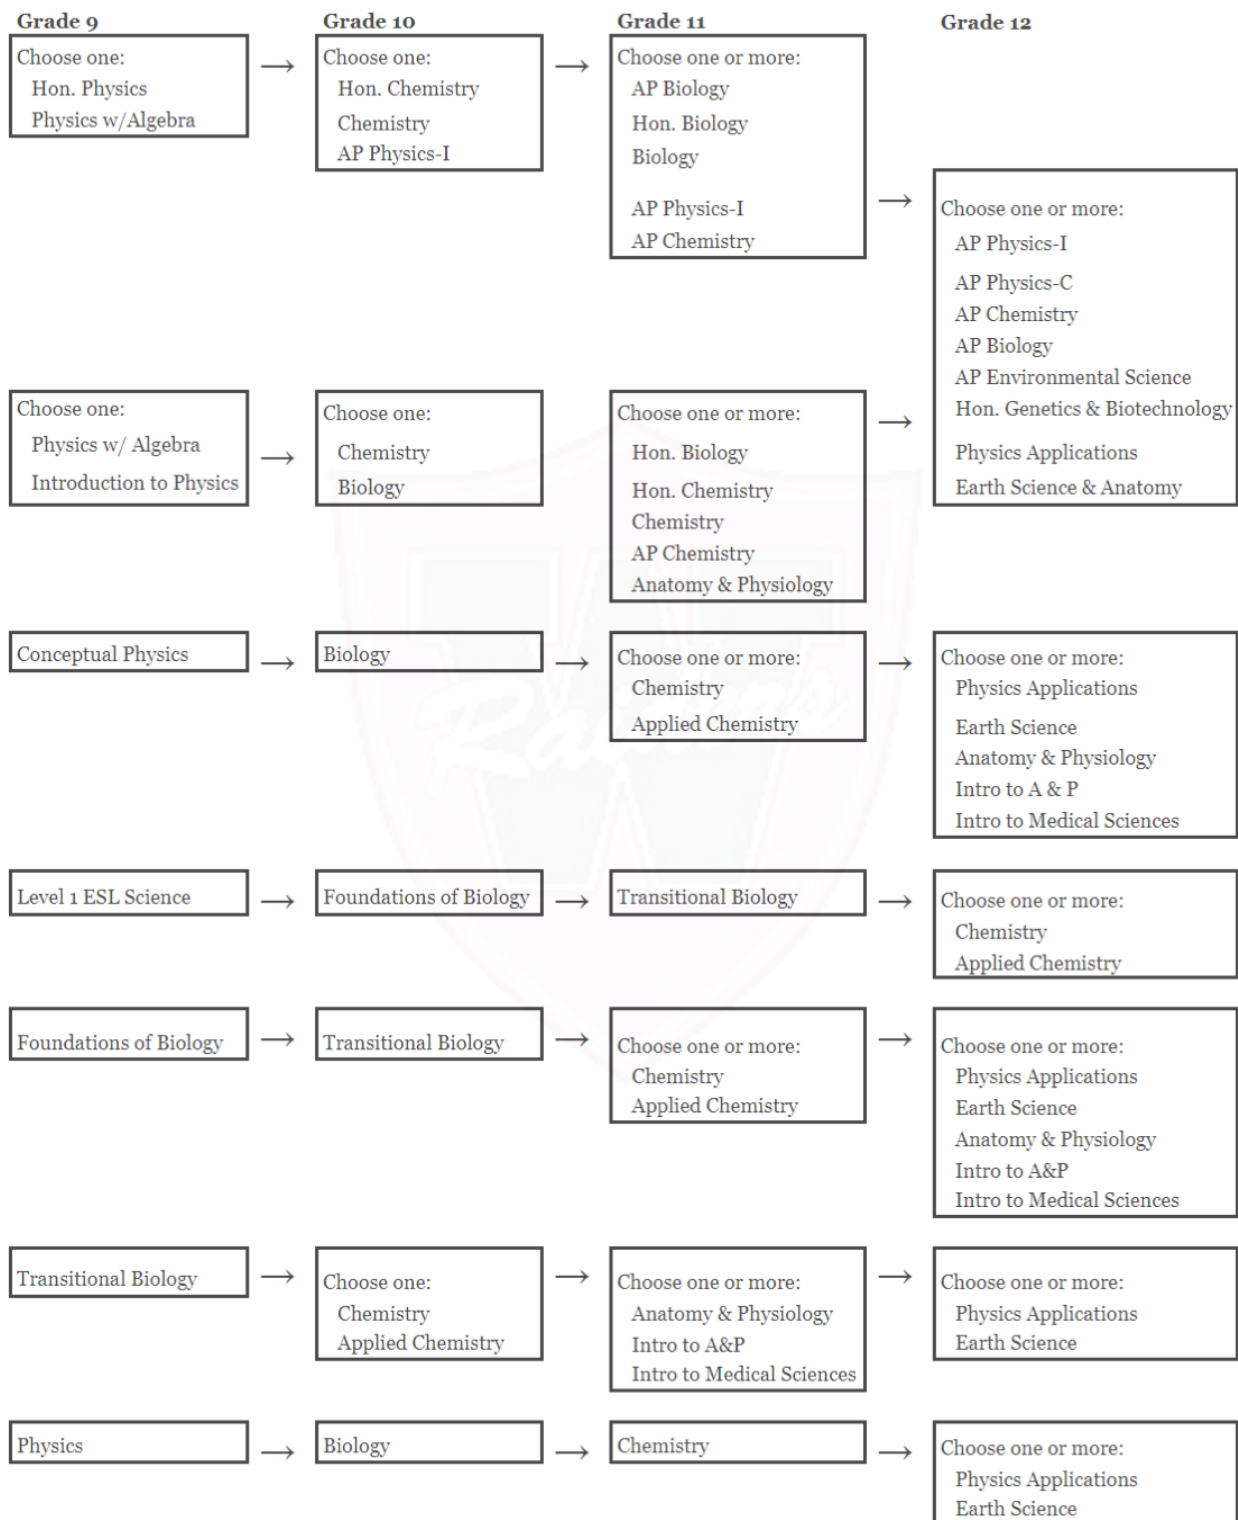 Grade 9
Grade 10
Grade 11
Grade 12
Choose one:
Hon. Physics
Physics w/Algebra
Choose one:
Hon. Chemistry
Chemistry
AP Physics-I
Choose one or more:
AP Biology
Hon. Biology
Biology
AP Physics-I
AP Chemistry
Choose one or more:
AP Physics-I
AP Physics-C
AP Chemistry
AP Biology
AP Environmental Science
Hon. Genetics & Biotechnology
Physics Applications
Earth Science & Anatomy
Choose one:
Physics w/ Algebra
Introduction to Physics
Choose one:
Chemistry
Biology
Choose one or more:
Hon. Biology
Hon. Chemistry
Chemistry
AP Chemistry
Anatomy & Physiology
Conceptual Physics
Biology
Choose one or more:
Chemistry
Applied Chemistry
Choose one or more:
Physics Applications
Earth Science
Anatomy & Physiology
Intro to A & P
Intro to Medical Sciences
Level 1 ESL Science
Foundations of Biology
Transitional Biology
Choose one or more:
Chemistry
Applied Chemistry
Foundations of Biology
Transitional Biology
Choose one or more:
Chemistry
Applied Chemistry
Choose one or more:
Physics Applications
Earth Science
Anatomy & Physiology
Intro to A&P
Intro to Medical Sciences
Transitional Biology
Choose one:
Chemistry
Applied Chemistry
Choose one or more:
Anatomy & Physiology
Intro to A&P
Intro to Medical Sciences
Choose one or more:
Physics Applications
Earth Science
Physics
Biology
Chemistry
Choose one or more:
Physics Applications
Earth Science
W
Raiders